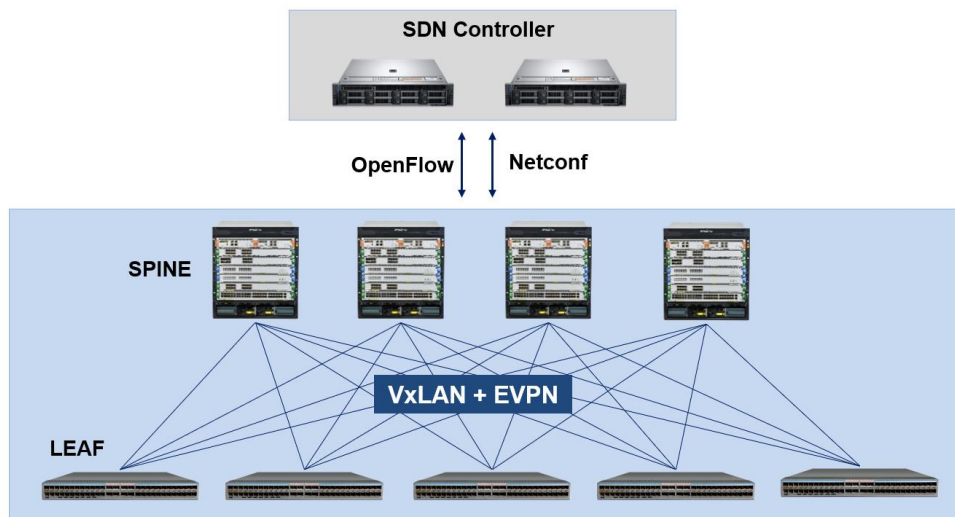 SDN Controller
OpenFlow
Netconf
SPINE
VxLAN + EVPN
LEAF